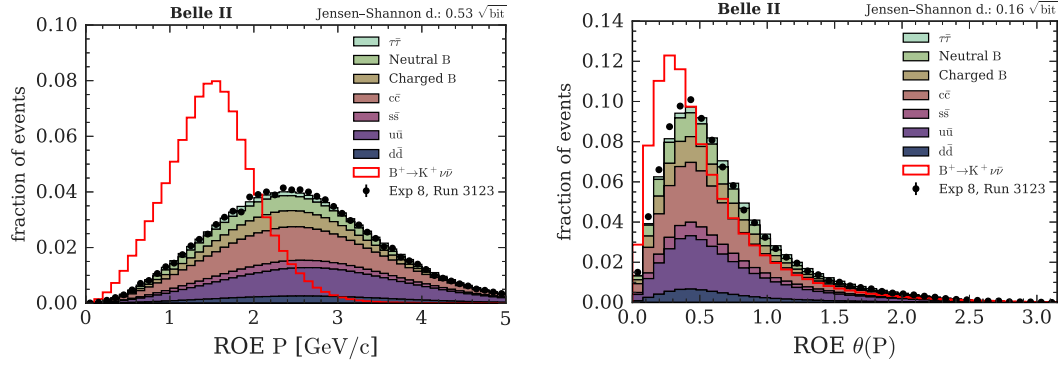 Belle II Jensen–Shannon d.: 0.53 √bit
fraction of events
0.10
0.08
0.06
0.04
0.02
0.00
ττ̄
Neutral B
Charged B
cc̄
ss̄
uū
dd̄
B⁺→K⁺νν̄
Exp 8, Run 3123
0 1 2 3 4 5
ROE P [GeV/c]
Belle II Jensen–Shannon d.: 0.16 √bit
fraction of events
0.14
0.12
0.10
0.08
0.06
0.04
0.02
0.00
ττ̄
Neutral B
Charged B
cc̄
ss̄
uū
dd̄
B⁺→K⁺νν̄
Exp 8, Run 3123
0.0 0.5 1.0 1.5 2.0 2.5 3.0
ROE θ(P)